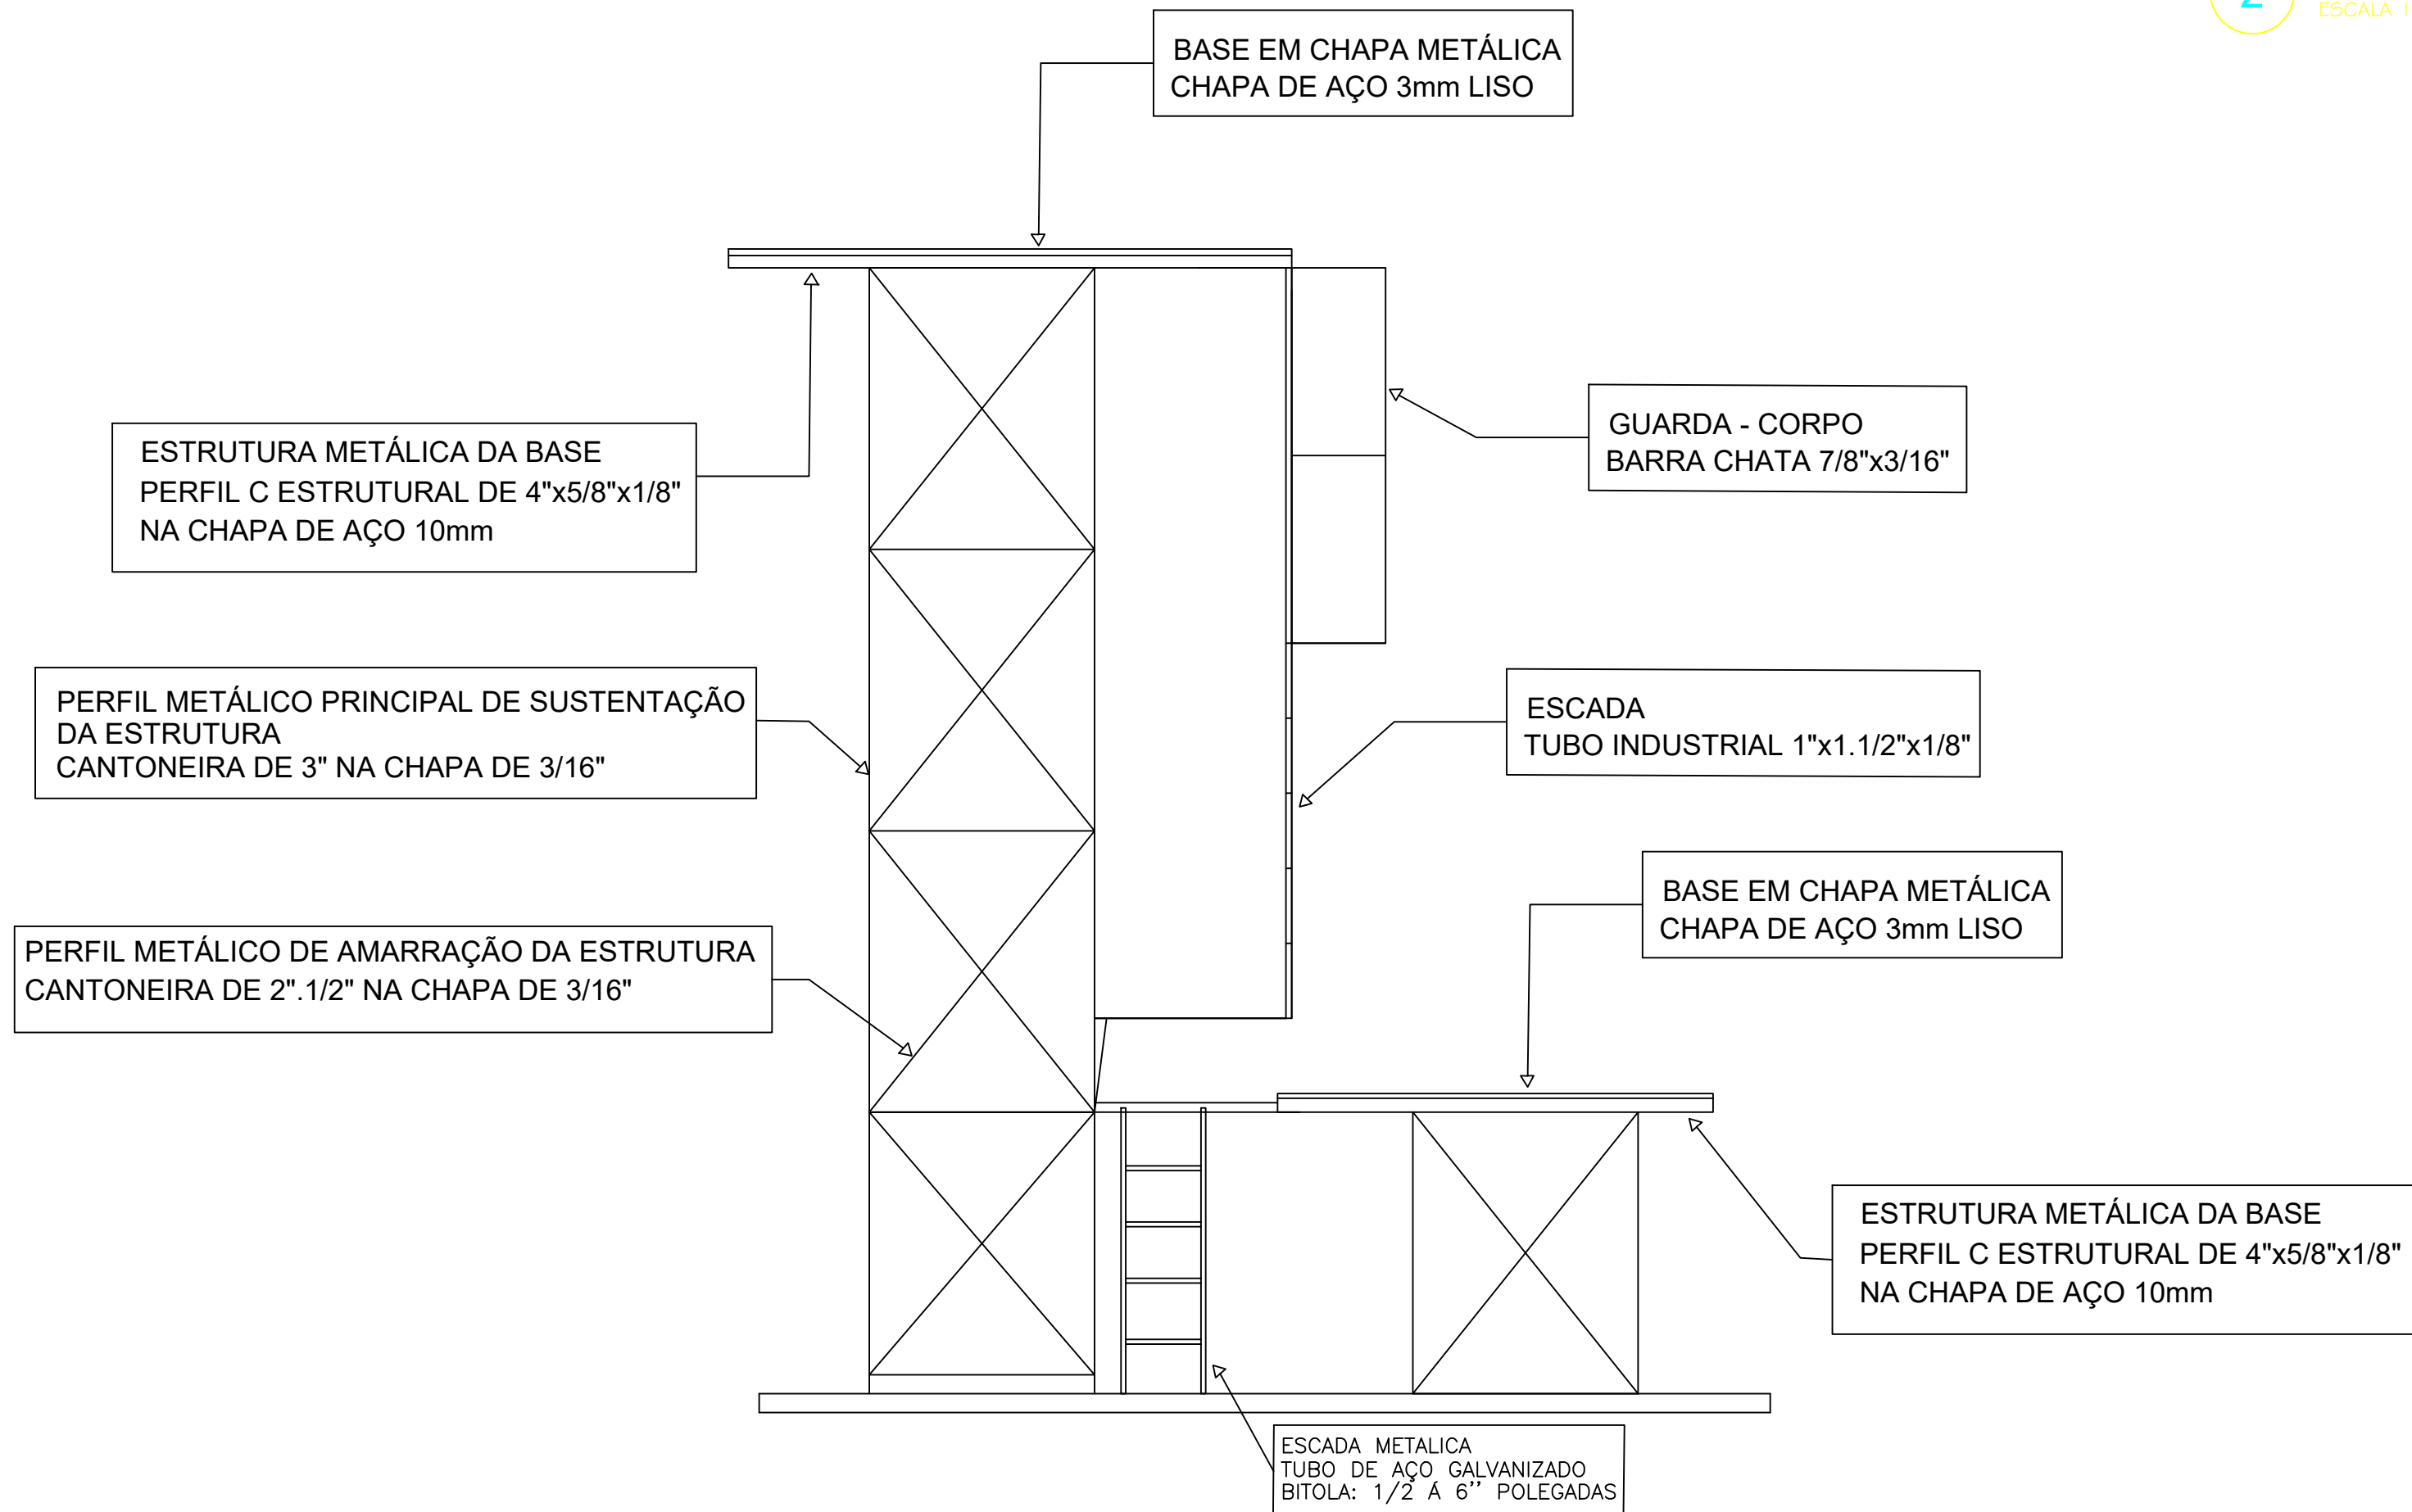 2
ESCALA 1
BASE EM CHAPA METÁLICA
CHAPA DE AÇO 3mm LISO
GUARDA - CORPO
BARRA CHATA 7/8"x3/16"
ESTRUTURA METÁLICA DA BASE
PERFIL C ESTRUTURAL DE 4"x5/8"x1/8"
NA CHAPA DE AÇO 10mm
PERFIL METÁLICO PRINCIPAL DE SUSTENTAÇÃO
DA ESTRUTURA
CANTONEIRA DE 3" NA CHAPA DE 3/16"
ESCADA
TUBO INDUSTRIAL 1"x1.1/2"x1/8"
BASE EM CHAPA METÁLICA
CHAPA DE AÇO 3mm LISO
PERFIL METÁLICO DE AMARRAÇÃO DA ESTRUTURA
CANTONEIRA DE 2".1/2" NA CHAPA DE 3/16"
ESTRUTURA METÁLICA DA BASE
PERFIL C ESTRUTURAL DE 4"x5/8"x1/8"
NA CHAPA DE AÇO 10mm
ESCADA METALICA
TUBO DE AÇO GALVANIZADO
BITOLA: 1/2 Á 6'' POLEGADAS